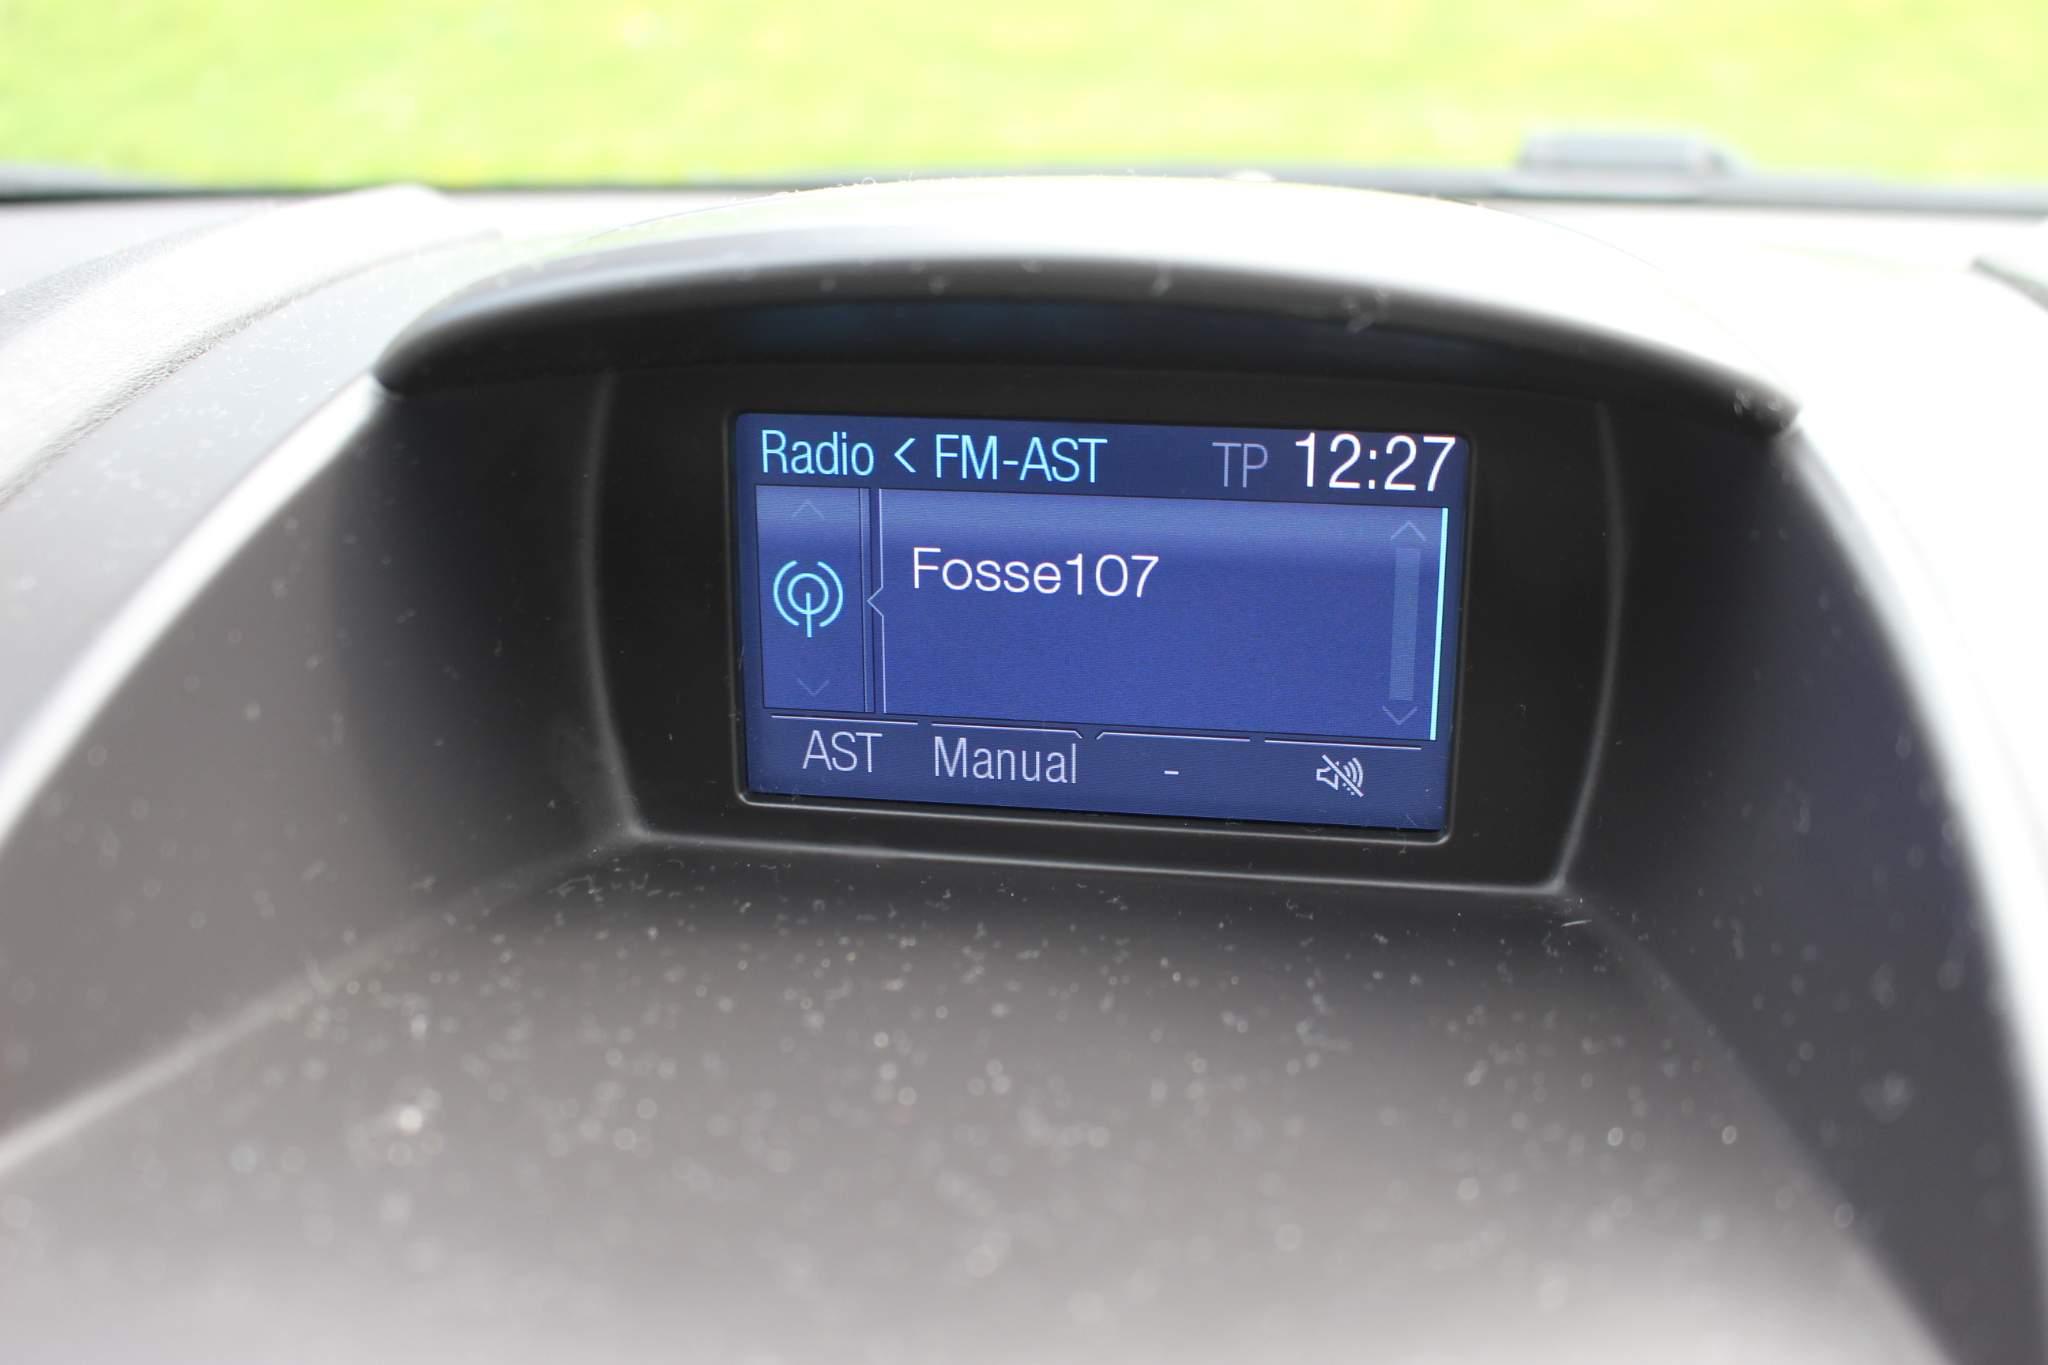 Radio < FM-AST TP 12:27
Fosse107
AST Manual -